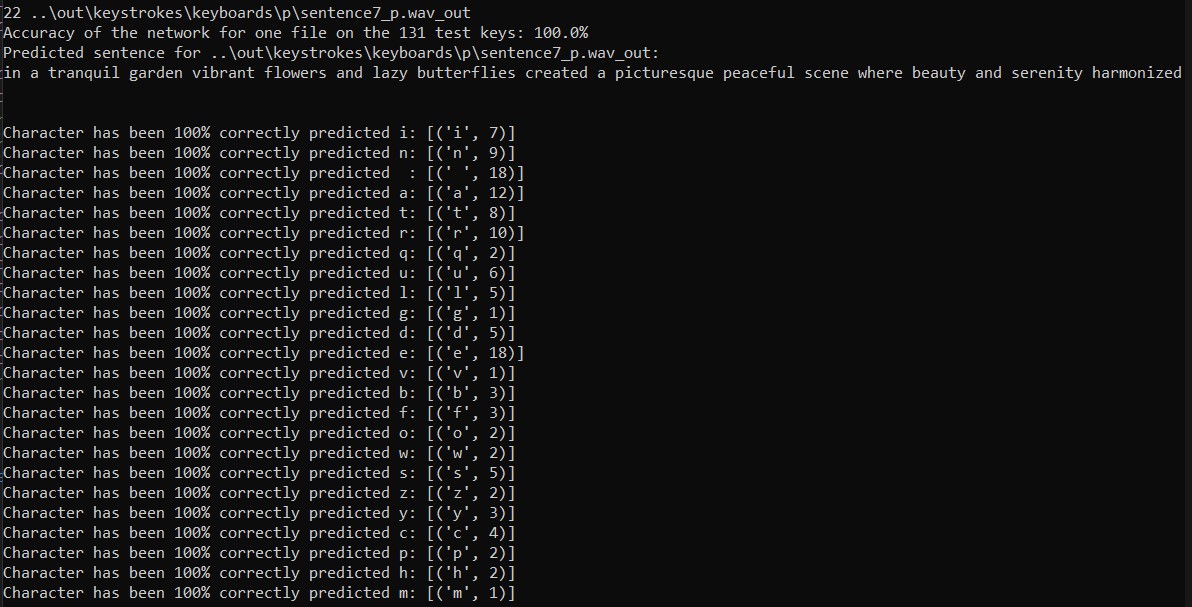 22 ..\out\keystrokes\keyboards\p\sentence7_p.wav_out
Accuracy of the network for one file on the 131 test keys: 100.0%
Predicted sentence for ..\out\keystrokes\keyboards\p\sentence7_p.wav_out:
in a tranquil garden vibrant flowers and lazy butterflies created a picturesque peaceful scene where beauty and serenity harmonized
Character has been 100% correctly predicted i: [('i', 7)]
Character has been 100% correctly predicted n: [('n', 9)]
Character has been 100% correctly predicted  : [(' ', 18)]
Character has been 100% correctly predicted a: [('a', 12)]
Character has been 100% correctly predicted t: [('t', 8)]
Character has been 100% correctly predicted r: [('r', 10)]
Character has been 100% correctly predicted q: [('q', 2)]
Character has been 100% correctly predicted u: [('u', 6)]
Character has been 100% correctly predicted l: [('l', 5)]
Character has been 100% correctly predicted g: [('g', 1)]
Character has been 100% correctly predicted d: [('d', 5)]
Character has been 100% correctly predicted e: [('e', 18)]
Character has been 100% correctly predicted v: [('v', 1)]
Character has been 100% correctly predicted b: [('b', 3)]
Character has been 100% correctly predicted f: [('f', 3)]
Character has been 100% correctly predicted o: [('o', 2)]
Character has been 100% correctly predicted w: [('w', 2)]
Character has been 100% correctly predicted s: [('s', 5)]
Character has been 100% correctly predicted z: [('z', 2)]
Character has been 100% correctly predicted y: [('y', 3)]
Character has been 100% correctly predicted c: [('c', 4)]
Character has been 100% correctly predicted p: [('p', 2)]
Character has been 100% correctly predicted h: [('h', 2)]
Character has been 100% correctly predicted m: [('m', 1)]